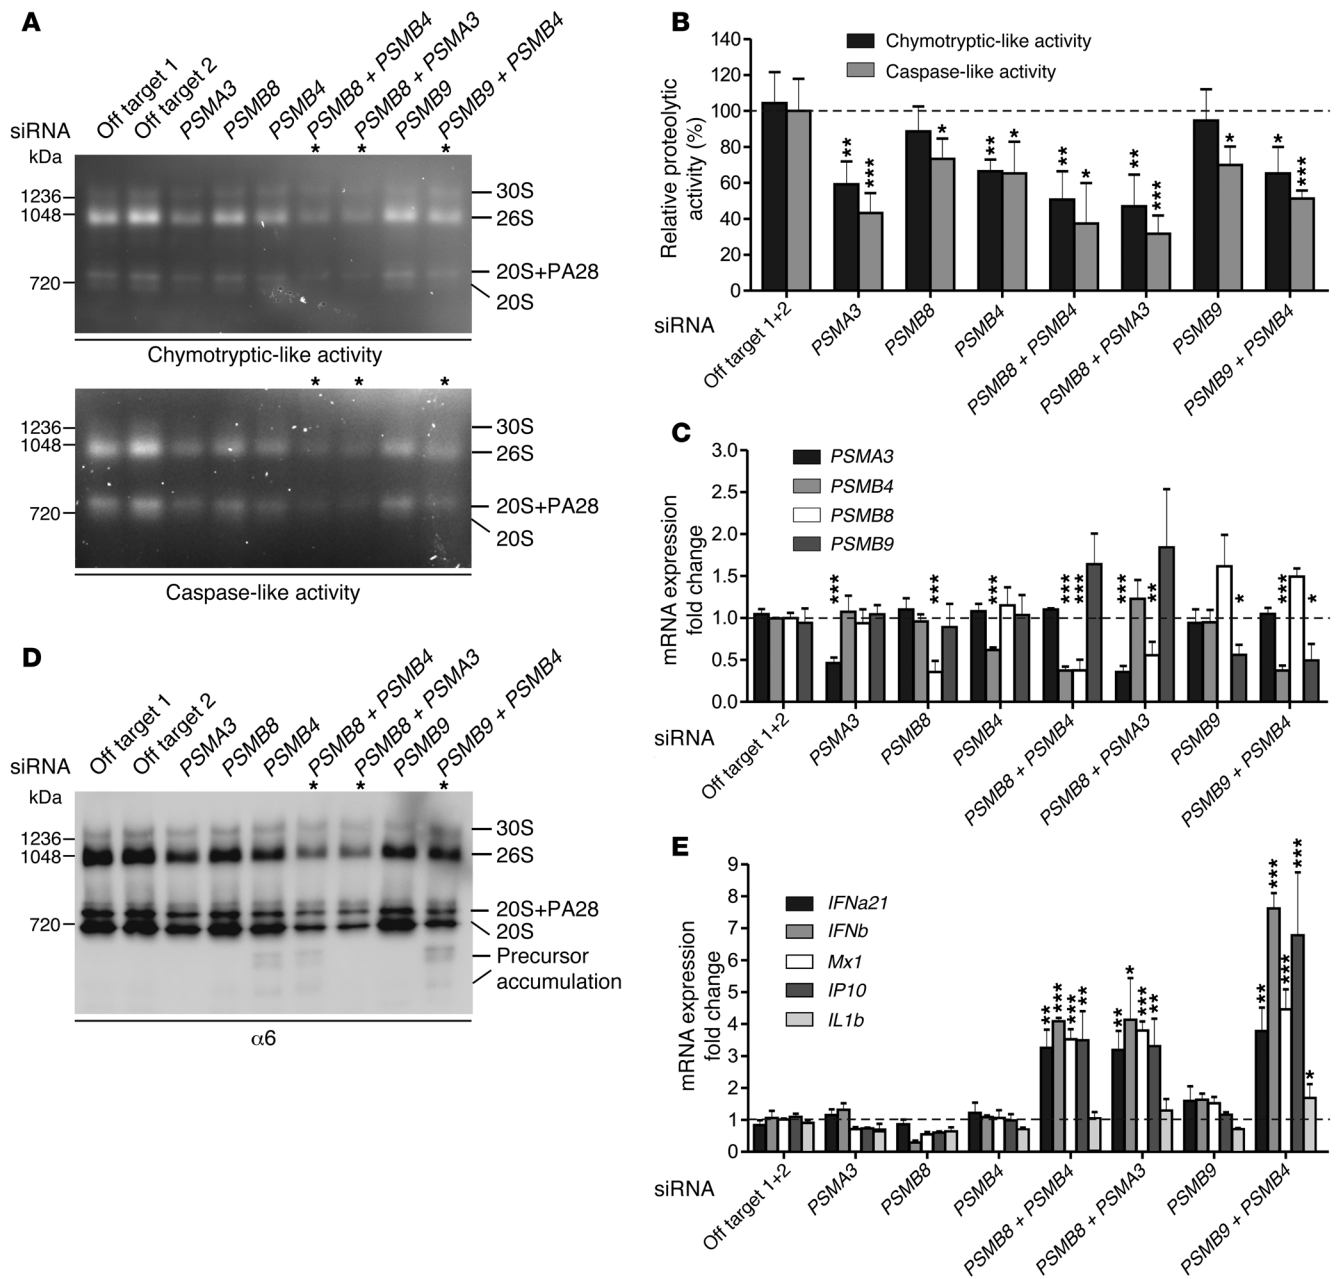 A
siRNA
Off target 1
Off target 2
PSMA3
PSMB8
PSMB4
PSMB8 + PSMB4
PSMB8 + PSMA3
PSMB9
PSMB9 + PSMB4
* * *
kDa
1236
1048
720
30S
26S
20S+PA28
20S
Chymotryptic-like activity
* * *
1236
1048
720
30S
26S
20S+PA28
20S
Caspase-like activity
B
Relative proteolytic
activity (%)
140
120
100
80
60
40
20
0
Chymotryptic-like activity
Caspase-like activity
** *** * ** * ** * ** *** * * ***
siRNA
Off target 1+2
PSMA3
PSMB8
PSMB4
PSMB8 + PSMB4
PSMB8 + PSMA3
PSMB9
PSMB9 + PSMB4
C
mRNA expression
fold change
3.0
2.5
2.0
1.5
1.0
0.5
0.0
PSMA3
PSMB4
PSMB8
PSMB9
*** *** *** *** *** *** ** * *** *
siRNA
Off target 1+2
PSMA3
PSMB8
PSMB4
PSMB8 + PSMB4
PSMB8 + PSMA3
PSMB9
PSMB9 + PSMB4
D
siRNA
Off target 1
Off target 2
PSMA3
PSMB8
PSMB4
PSMB8 + PSMB4
PSMB8 + PSMA3
PSMB9
PSMB9 + PSMB4
* * *
kDa
1236
1048
720
30S
26S
20S+PA28
20S
Precursor
accumulation
α6
E
mRNA expression
fold change
9
8
7
6
5
4
3
2
1
0
IFNa21
IFNb
Mx1
IP10
IL1b
** *** *** ** ** * *** ** ** *** *** *** *
siRNA
Off target 1+2
PSMA3
PSMB8
PSMB4
PSMB8 + PSMB4
PSMB8 + PSMA3
PSMB9
PSMB9 + PSMB4